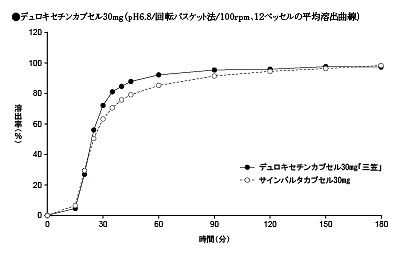 ●デュロキセチンカプセル30mg(pH6.8/回転バスケット法/100rpm、12ベッセルの平均溶出曲線)
120
100
80
60
40
20
0
溶出率(%)
デュロキセチンカプセル30mg「三笠」
サインバルタカプセル30mg
0
30
60
90
120
150
180
時間(分)